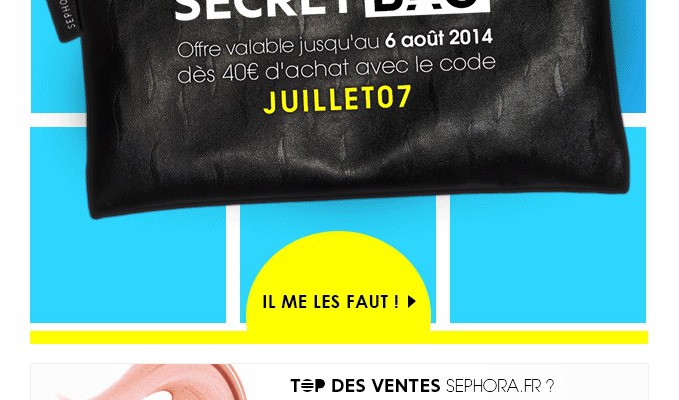 SEPHORA
SECRET BAG
Offre valable jusqu'au 6 août 2014
dès 40€ d'achat avec le code
JUILLET07
IL ME LES FAUT !
TOP DES VENTES SEPHORA.FR ?